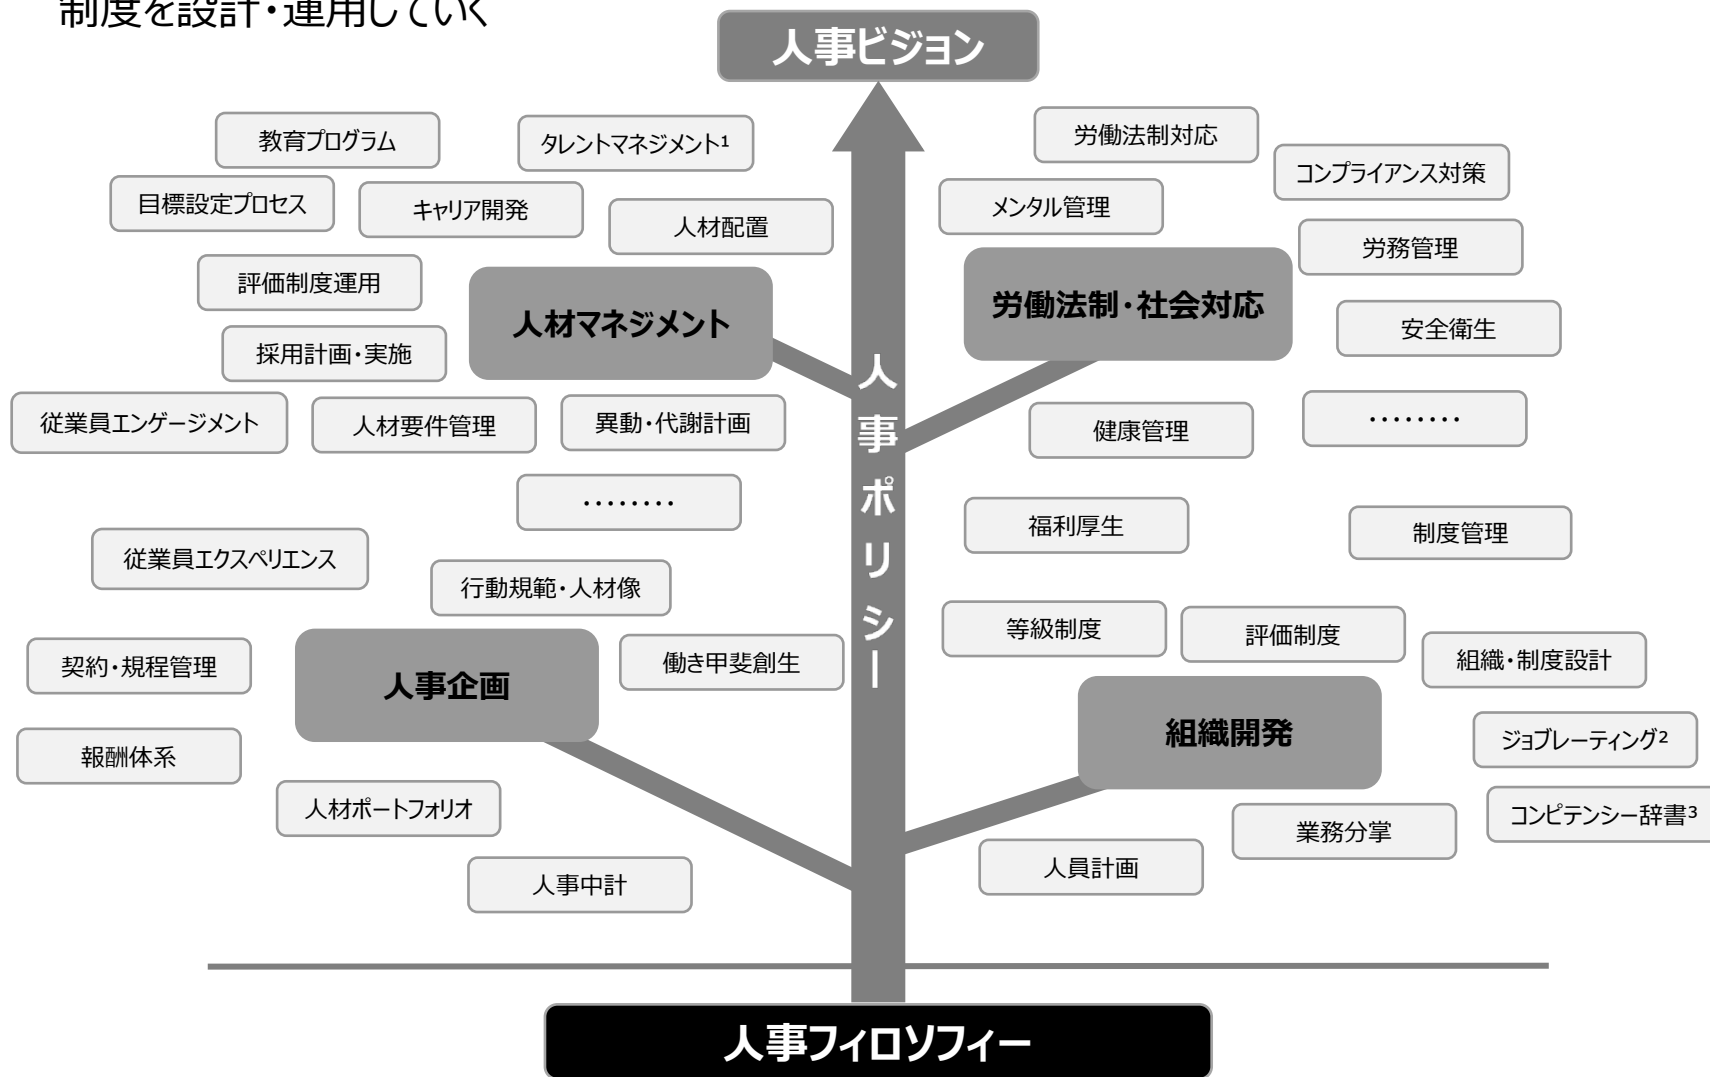 制度を設計・運用していく
人事ビジョン
教育プログラム
タレントマネジメント1
目標設定プロセス
キャリア開発
人材配置
評価制度運用
人材マネジメント
採用計画・実施
従業員エンゲージメント
人材要件管理
異動・代謝計画
・・・・・・・・
労働法制対応
コンプライアンス対策
メンタル管理
労務管理
労働法制・社会対応
安全衛生
健康管理
・・・・・・・・
福利厚生
制度管理
人事ポリシー
従業員エクスペリエンス
行動規範・人材像
契約・規程管理
人事企画
働き甲斐創生
報酬体系
人材ポートフォリオ
人事中計
等級制度
評価制度
組織・制度設計
組織開発
ジョブレーティング2
コンピテンシー辞書3
業務分掌
人員計画
人事フィロソフィー